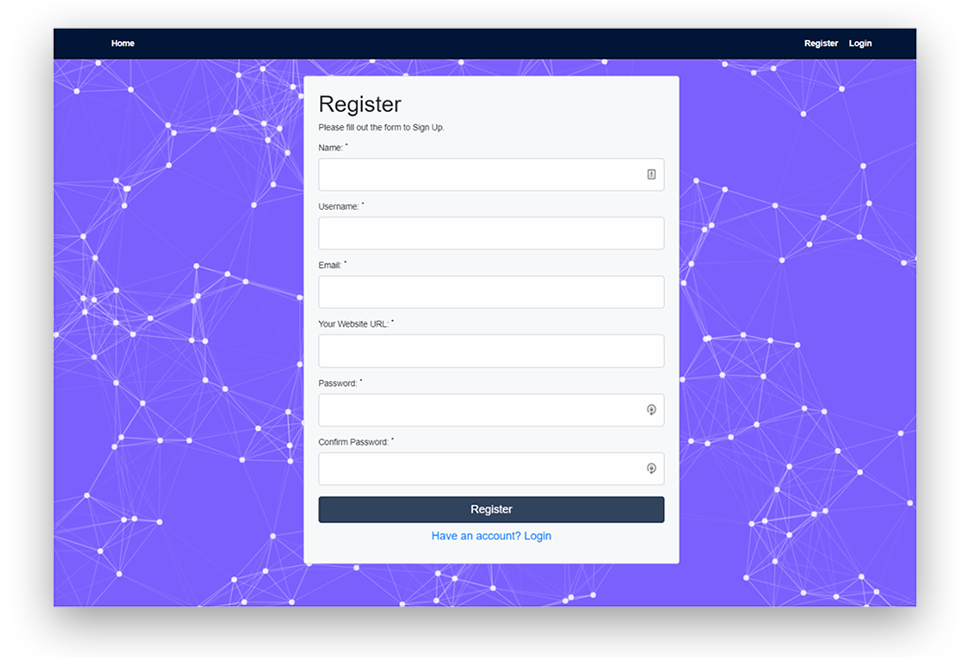 Home Register Login
Register
Please fill out the form to Sign Up.
Name: *
Username: *
Email: *
Your Website URL: *
Password: *
Confirm Password: *
Register
Have an account? Login